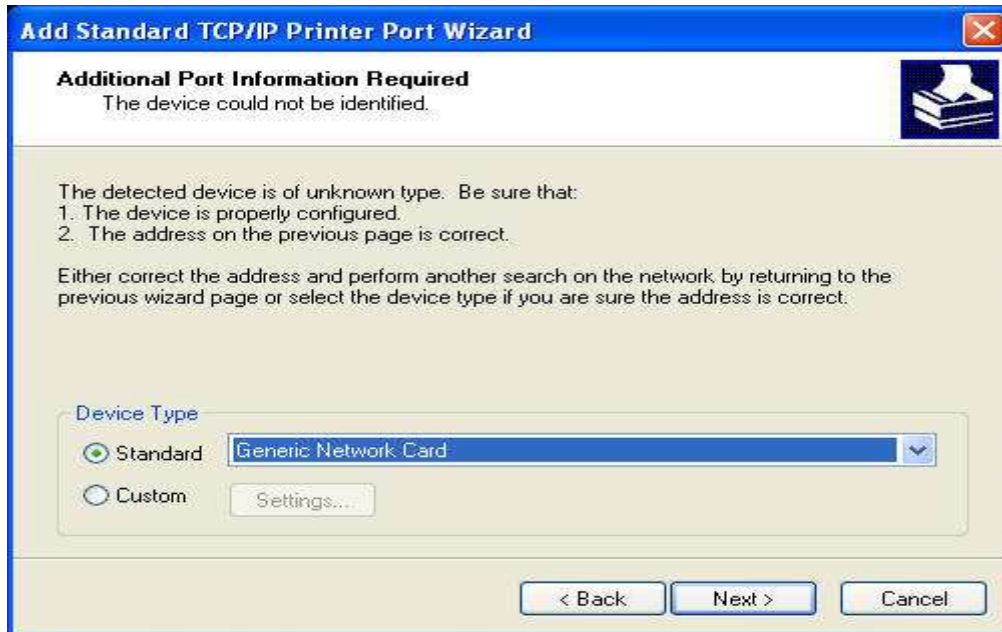 Add Standard TCP/IP Printer Port Wizard
Additional Port Information Required
The device could not be identified.
The detected device is of unknown type. Be sure that:
1. The device is properly configured.
2. The address on the previous page is correct.
Either correct the address and perform another search on the network by returning to the
previous wizard page or select the device type if you are sure the address is correct.
Device Type
Standard
Generic Network Card
Custom
Settings....
< Back
Next >
Cancel